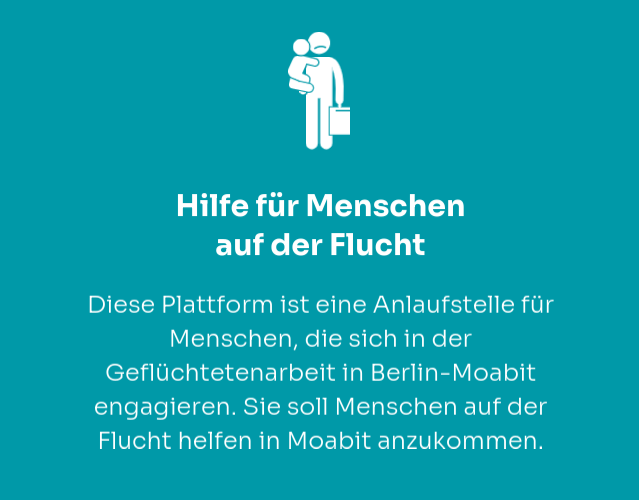 Hilfe für Menschen
auf der Flucht
Diese Plattform ist eine Anlaufstelle für
Menschen, die sich in der
Geflüchtetenarbeit in Berlin-Moabit
engagieren. Sie soll Menschen auf der
Flucht helfen in Moabit anzukommen.